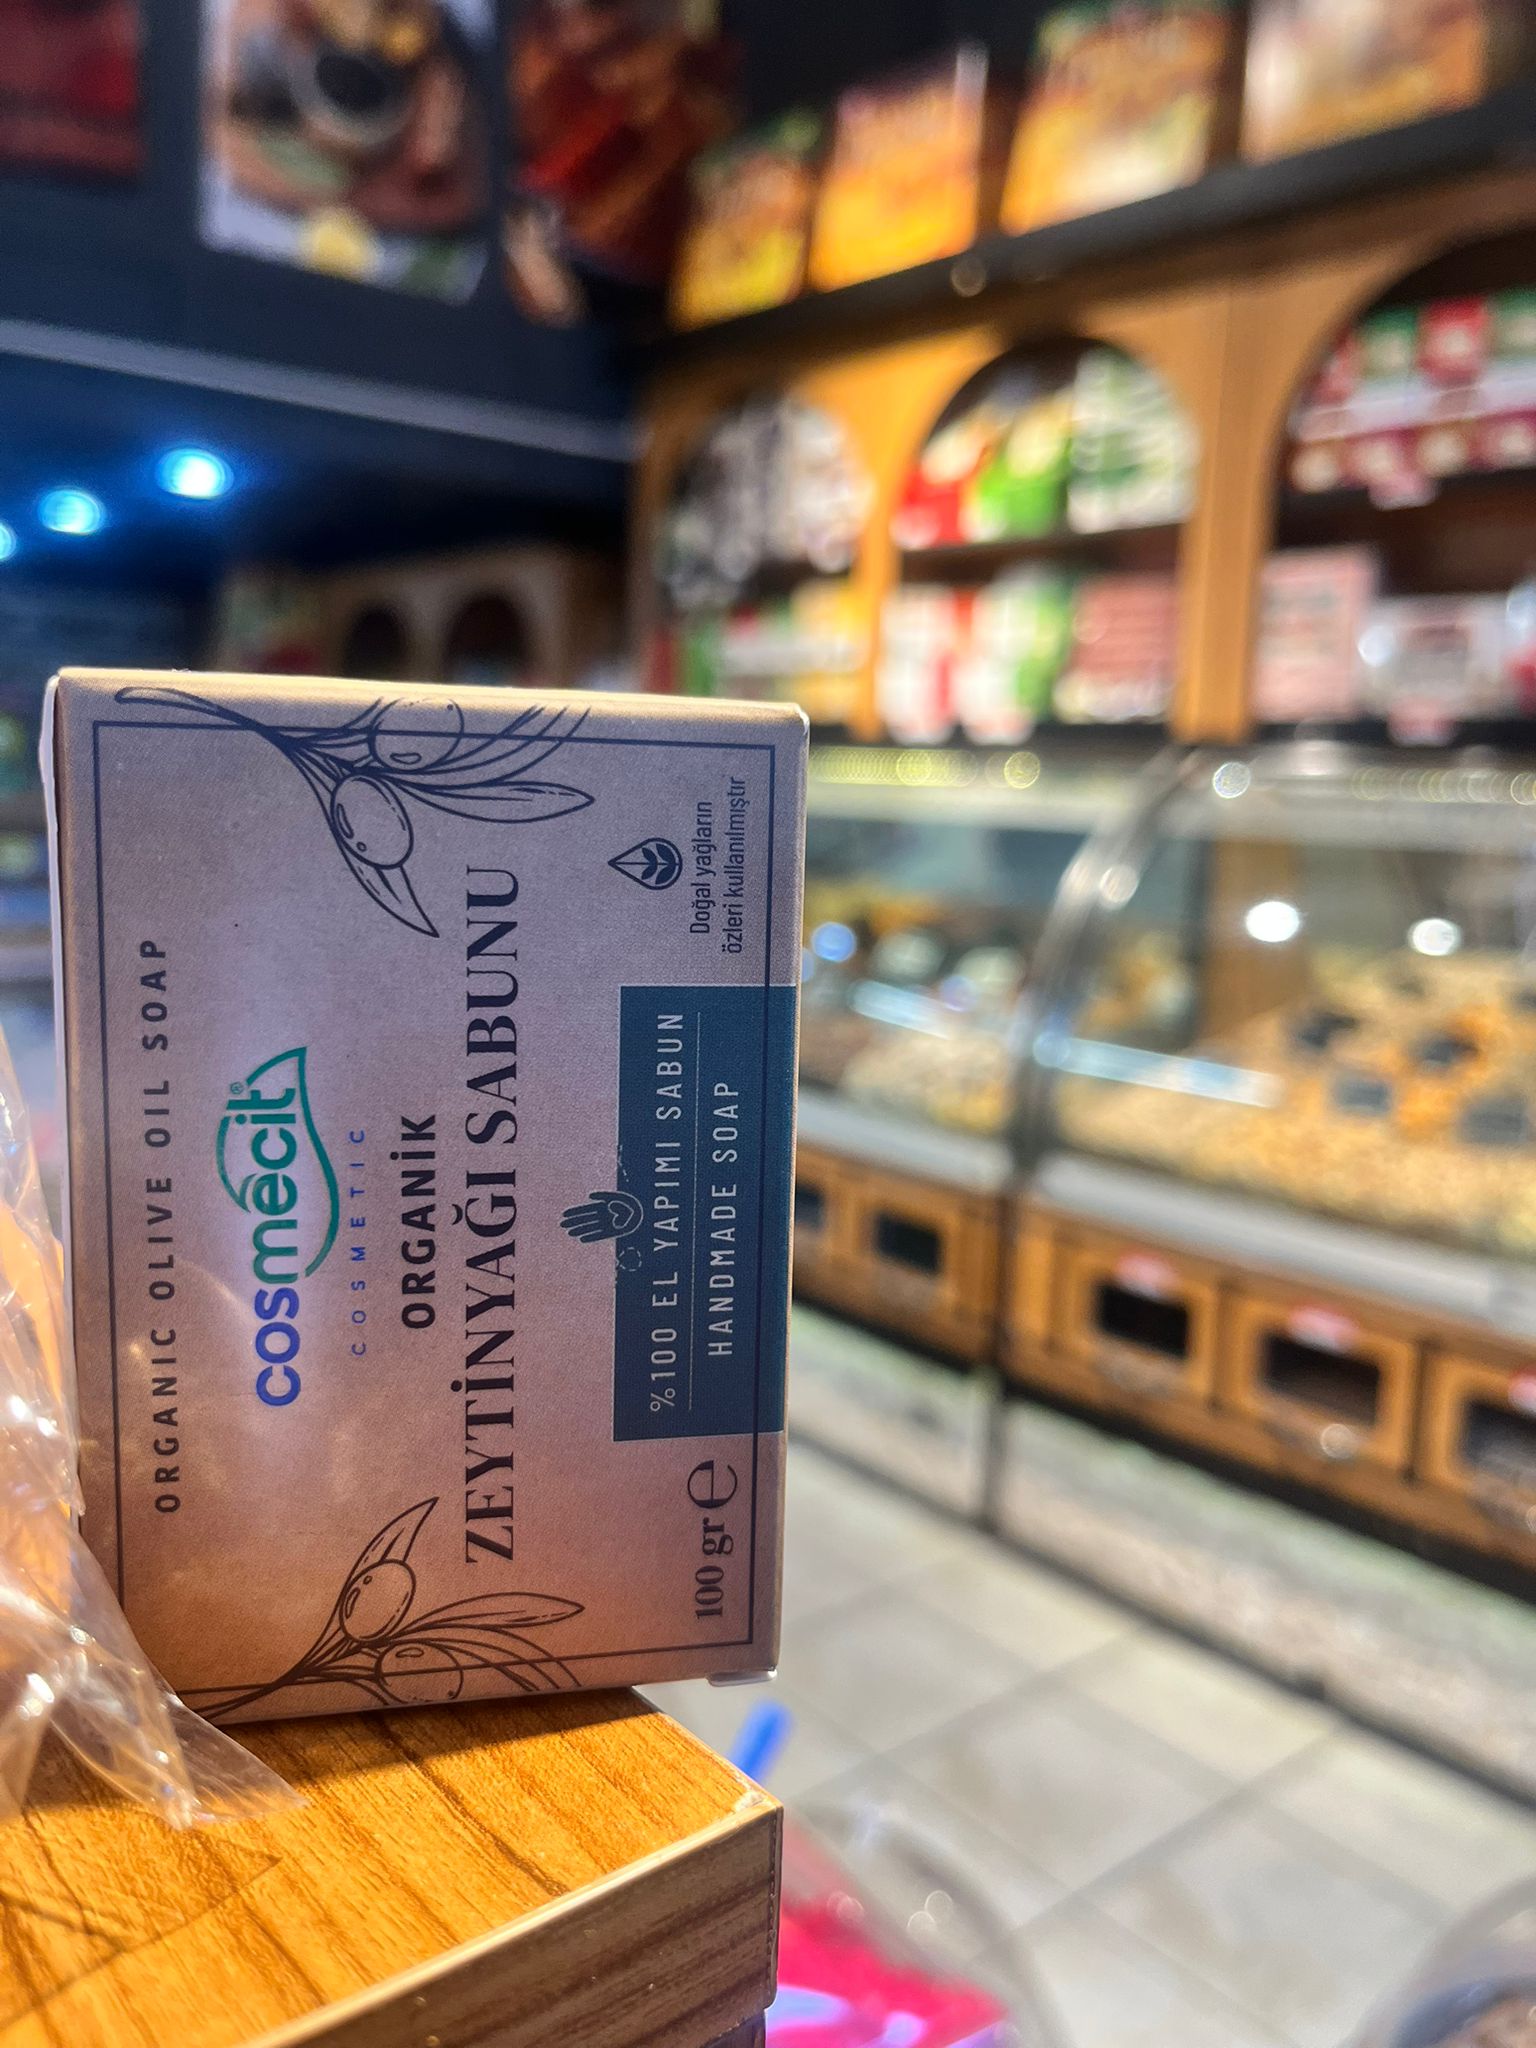 ORGANIC OLIVE OIL SOAP
cosmecit®
COSMETIC
ORGANİK
ZEYTİNYAĞI SABUNU
%100 EL YAPIMI SABUN
HANDMADE SOAP
100 gr ℮
Doğal yağların
özleri kullanılmıştır